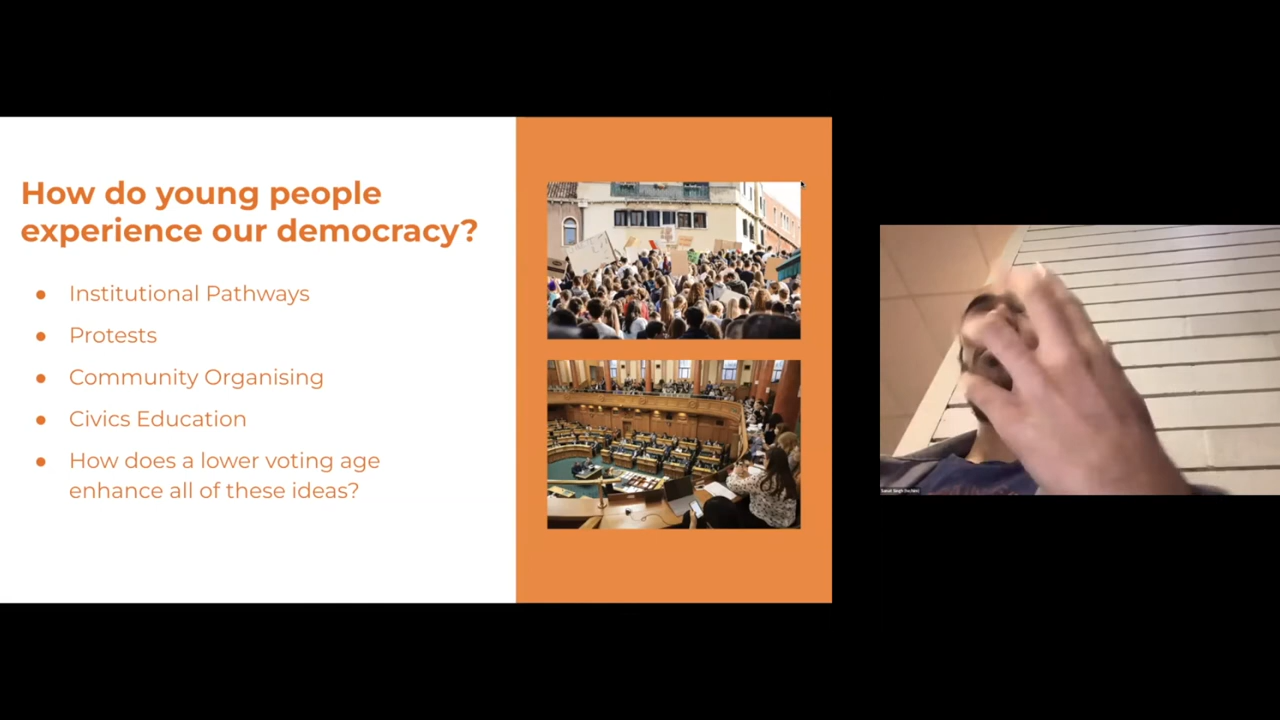 How do young people
experience our democracy?
● Institutional Pathways
● Protests
● Community Organising
● Civics Education
● How does a lower voting age
enhance all of these ideas?